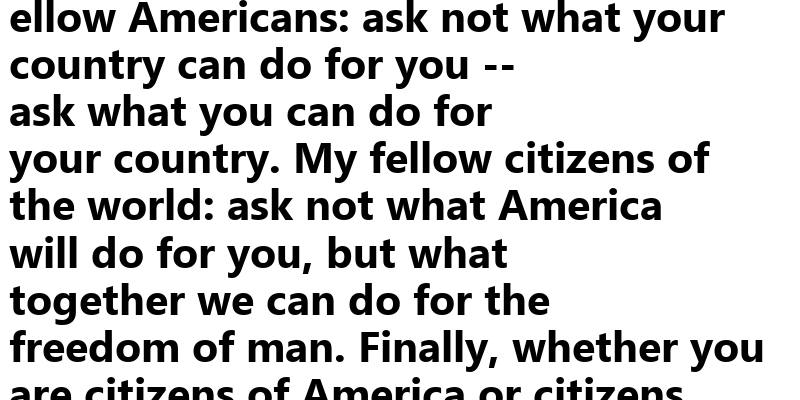 ellow Americans: ask not what your
country can do for you --
ask what you can do for
your country. My fellow citizens of
the world: ask not what America
will do for you, but what
together we can do for the
freedom of man. Finally, whether you
are citizens of America or citizens